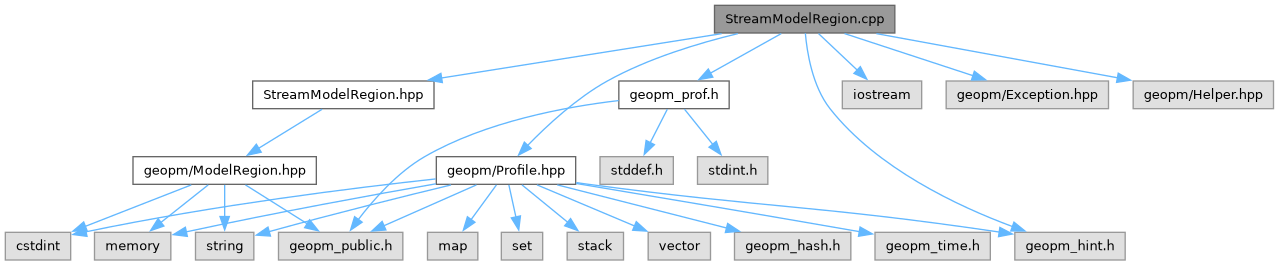 StreamModelRegion.cpp
StreamModelRegion.hpp
geopm_prof.h
iostream
geopm/Exception.hpp
geopm/Helper.hpp
geopm/ModelRegion.hpp
geopm/Profile.hpp
stddef.h
stdint.h
cstdint
memory
string
geopm_public.h
map
set
stack
vector
geopm_hash.h
geopm_time.h
geopm_hint.h